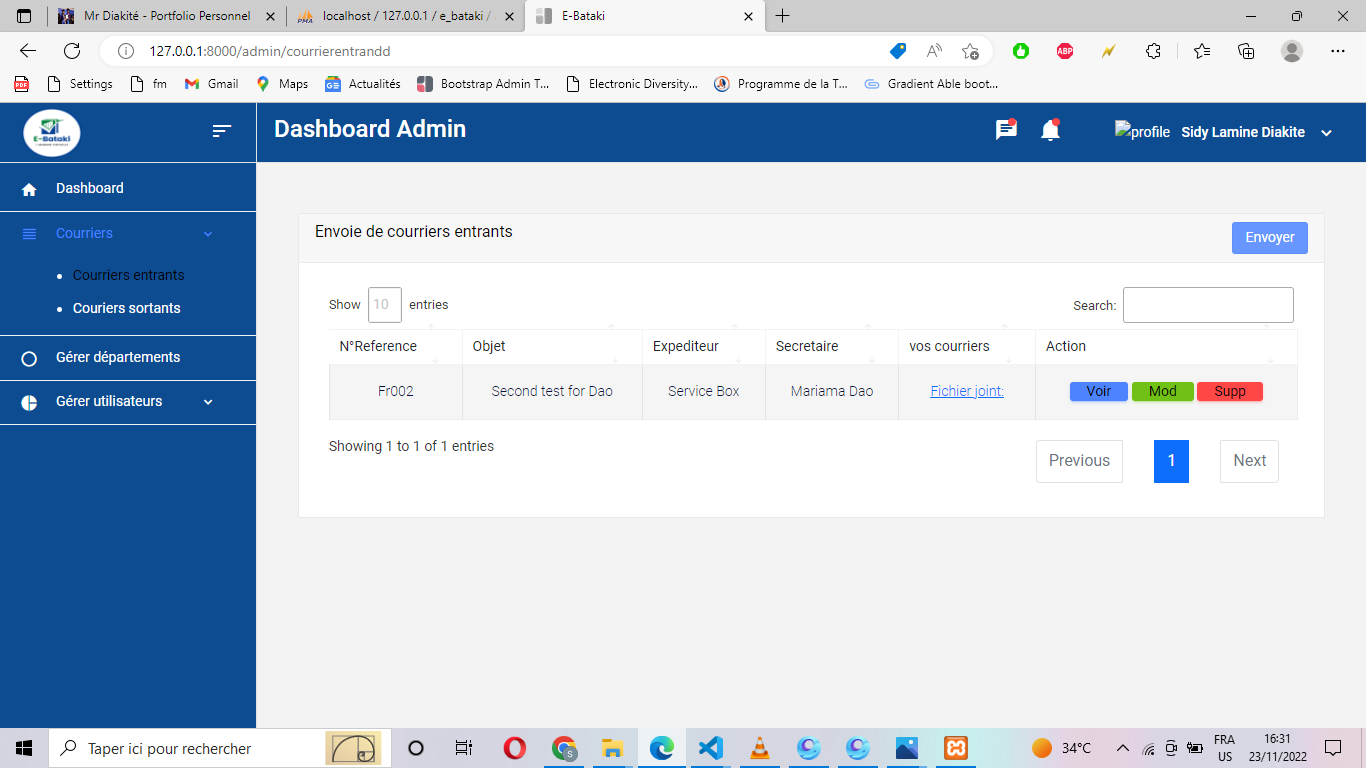 Mr Diakité - Portfolio Personnel
localhost / 127.0.0.1 / e_bataki /
E-Bataki
127.0.0.1:8000/admin/courrierentrandd
ABP
PDF
Settings
fm
Gmail
Maps
Actualités
Bootstrap Admin T...
Electronic Diversity...
Programme de la T...
Gradient Able boot...
E-Bataki
Dashboard Admin
profile
Sidy Lamine Diakite
Dashboard
Courriers
Courriers entrants
Couriers sortants
Gérer départements
Gérer utilisateurs
Envoie de courriers entrants
Envoyer
Show 10 entries
Search:
N°Reference Objet Expediteur Secretaire vos courriers Action
Fr002 Second test for Dao Service Box Mariama Dao Fichier joint: Voir Mod Supp
Showing 1 to 1 of 1 entries
Previous 1 Next
Taper ici pour rechercher
34°C
FRA
US
16:31
23/11/2022